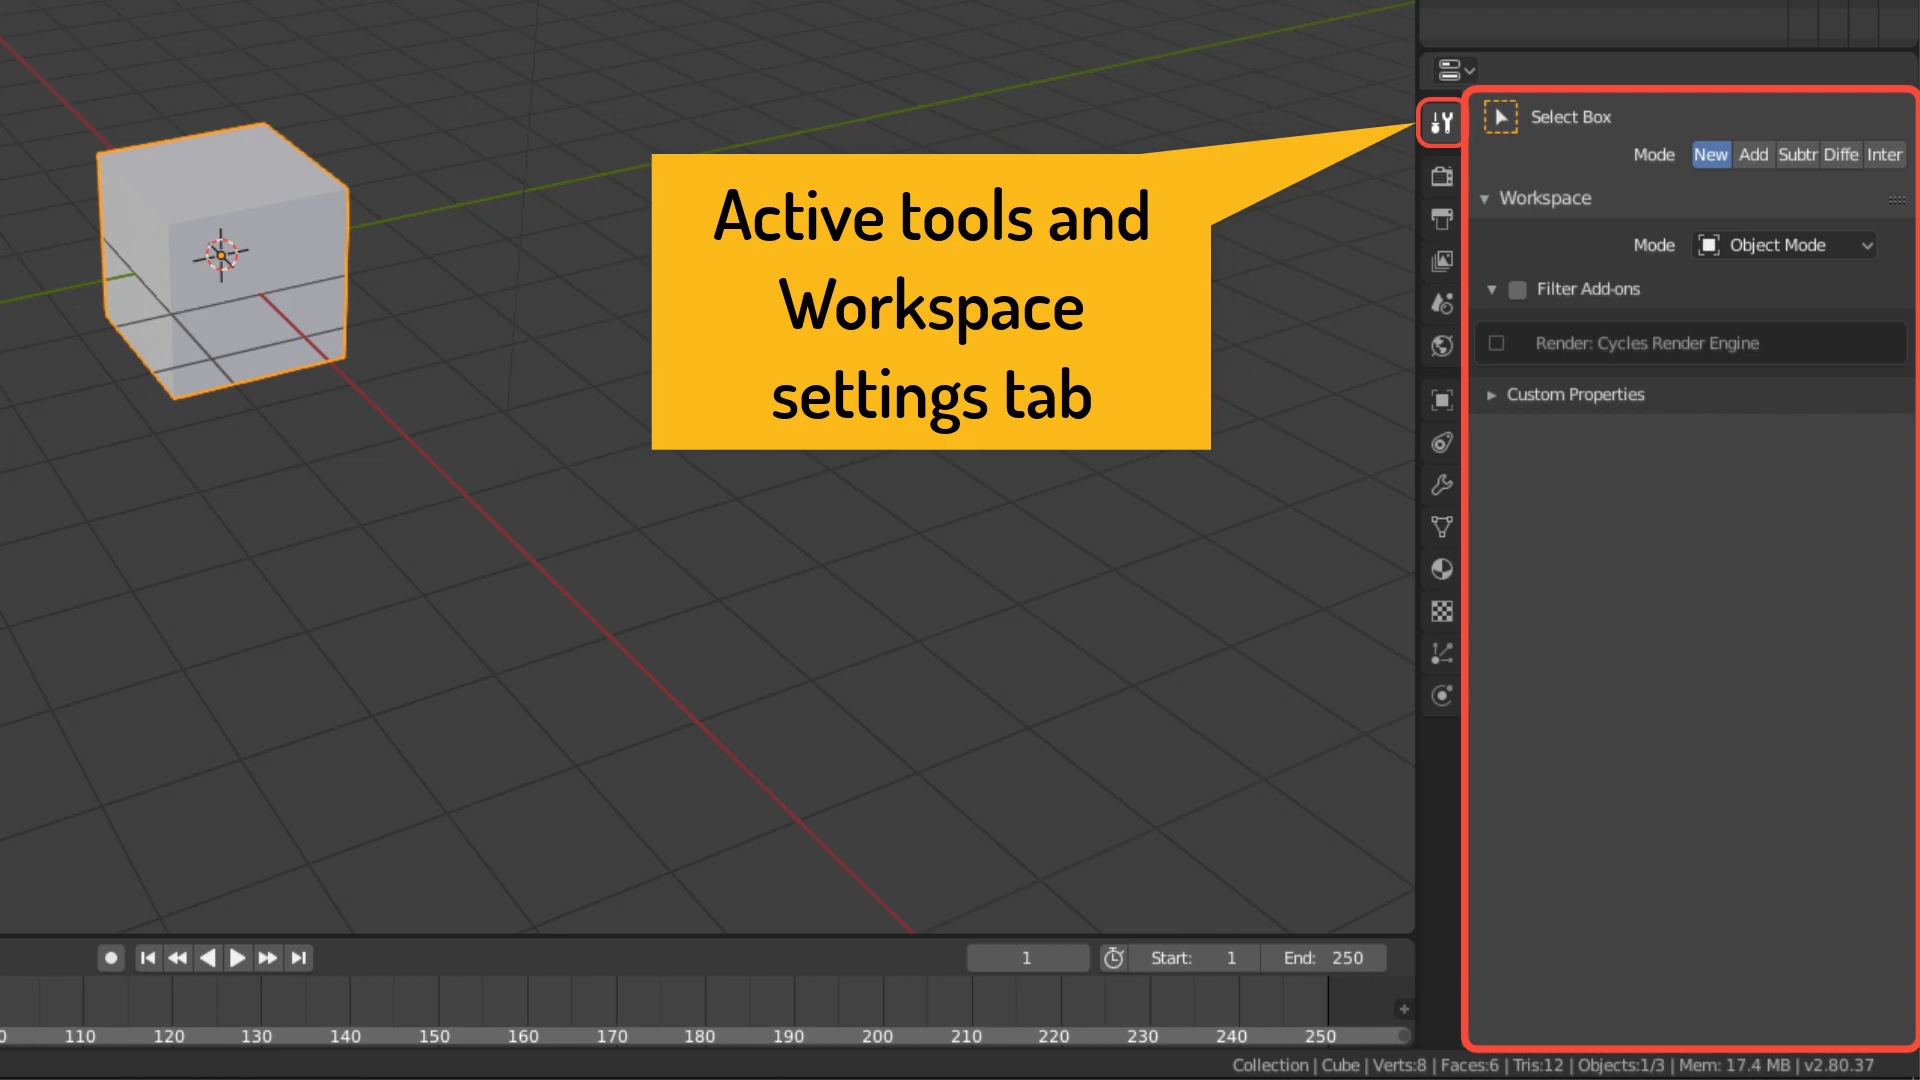 Select Box
Mode New Add Subtr Diffe Inter
Workspace
Mode Object Mode
Filter Add-ons
Render: Cycles Render Engine
Custom Properties
Active tools and
Workspace
settings tab
1 Start: 1 End: 250
0 110 120 130 140 150 160 170 180 190 200 210 220 230 240 250
Collection | Cube | Verts:8 | Faces:6 | Tris:12 | Objects:1/3 | Mem: 17.4 MB | v2.80.37